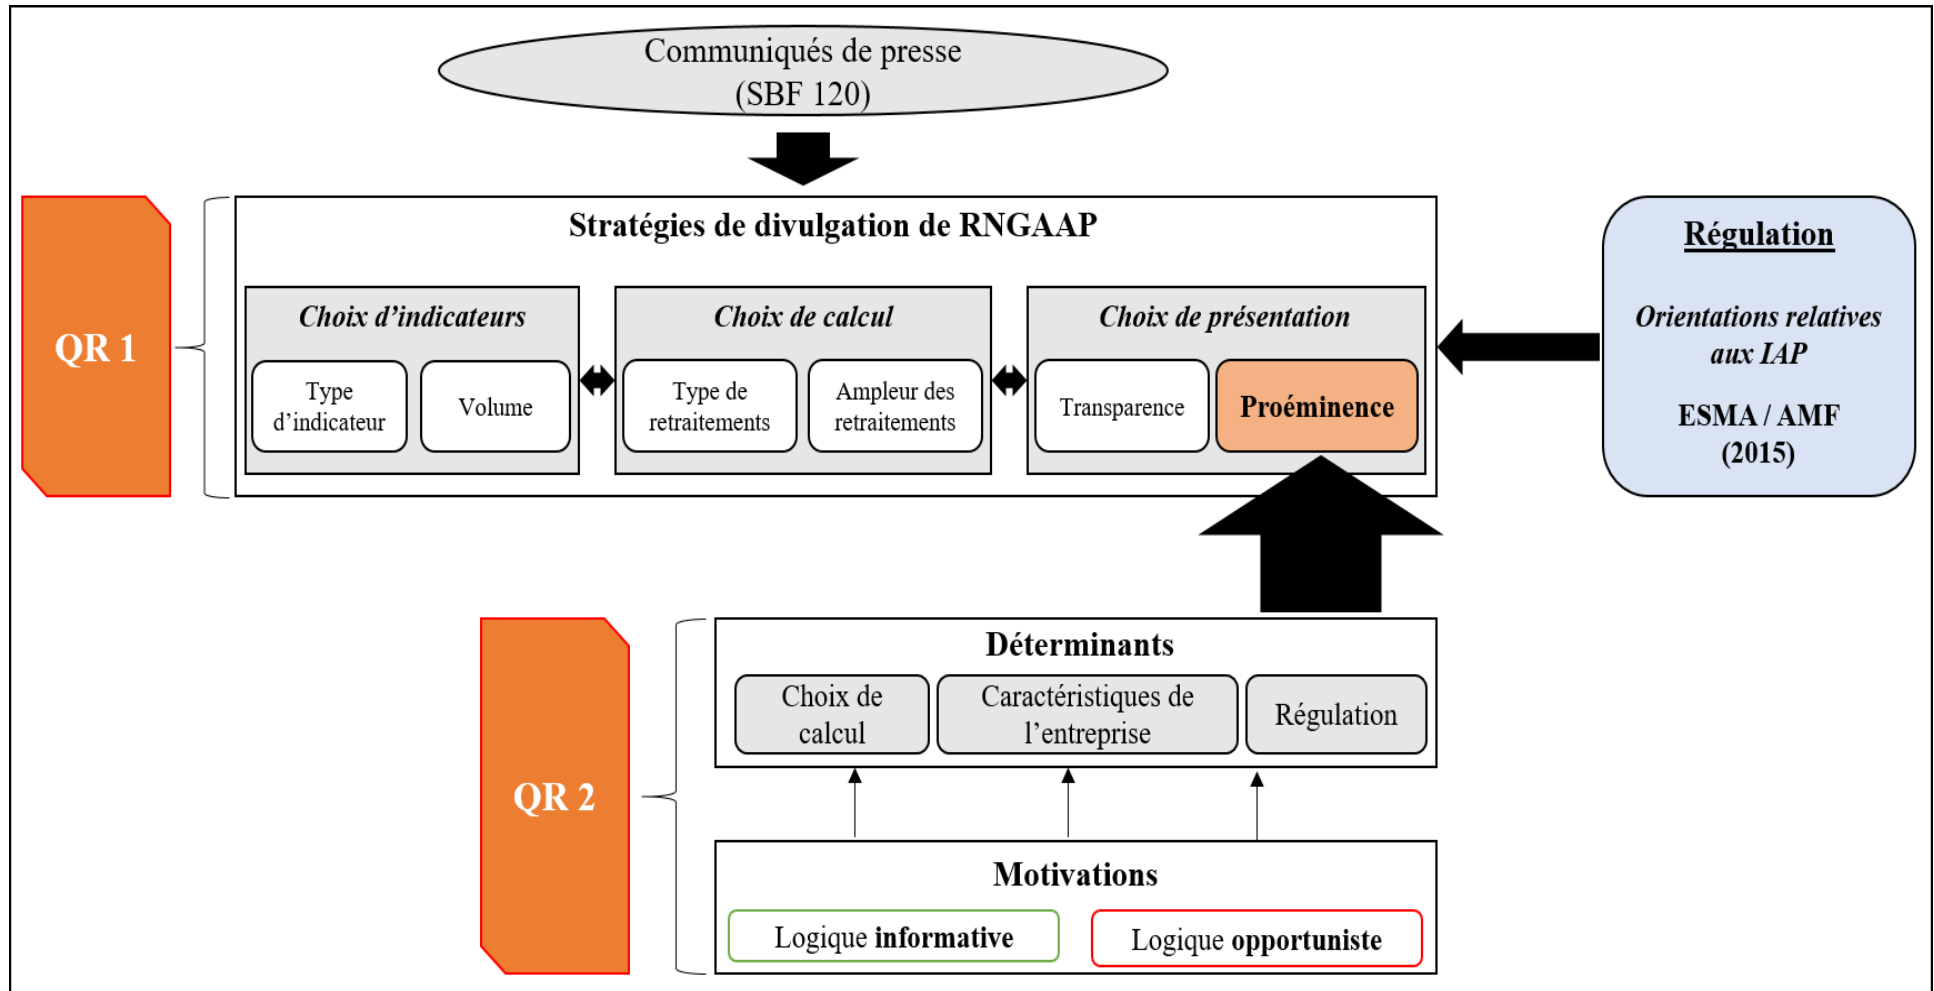 Communiqués de presse
(SBF 120)
QR 1
Stratégies de divulgation de RNGAAP
Choix d'indicateurs
Type
d'indicateur
Volume
Choix de calcul
Type de
retraitements
Ampleur des
retraitements
Choix de présentation
Transparence
Proéminence
Régulation
Orientations relatives
aux IAP
ESMA / AMF
(2015)
QR 2
Déterminants
Choix de
calcul
Caractéristiques de
l'entreprise
Régulation
Motivations
Logique informative
Logique opportuniste